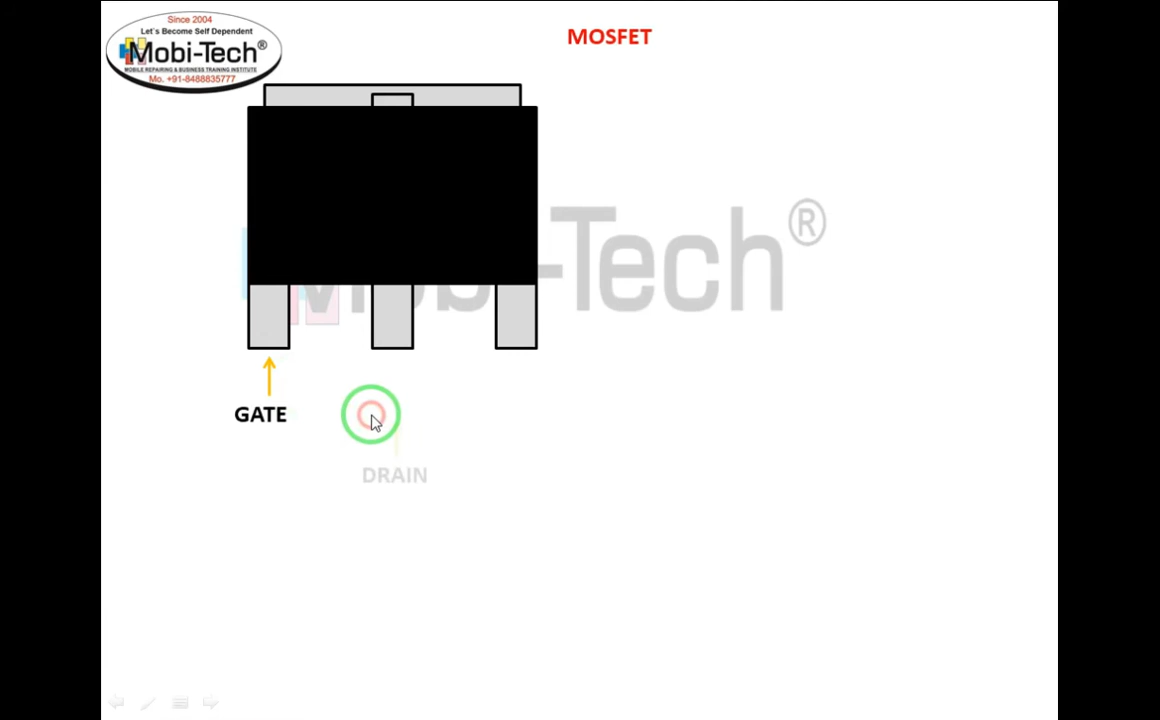 Since 2004
Let`s Become Self Dependent
Mobi-Tech®
MOBILE REPAIRING & BUSINESS TRAINING INSTITUTE
Mo. +91-8488835777
MOSFET
Mobi-Tech®
GATE
DRAIN